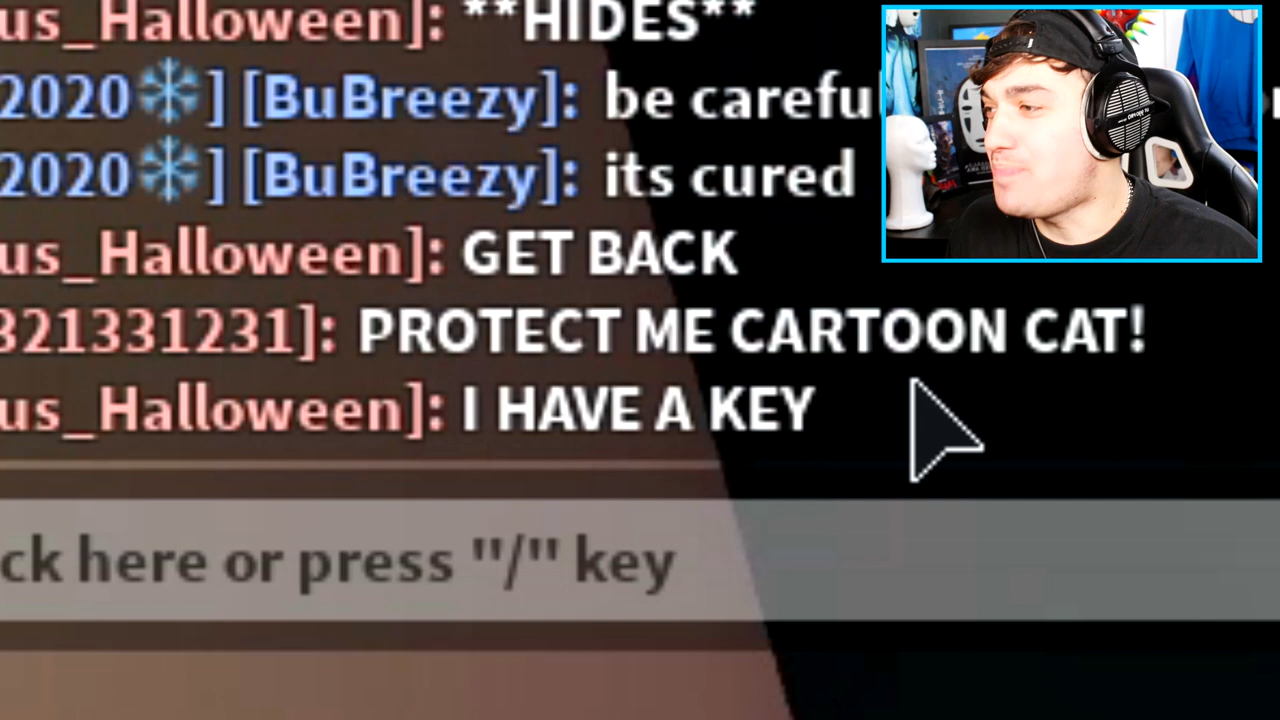 us_Halloween]: **HIDES**
2020❄] [BuBreezy]: be careful
2020❄] [BuBreezy]: its cured
us_Halloween]: GET BACK
321331231]: PROTECT ME CARTOON CAT!
us_Halloween]: I HAVE A KEY
ck here or press "/" key